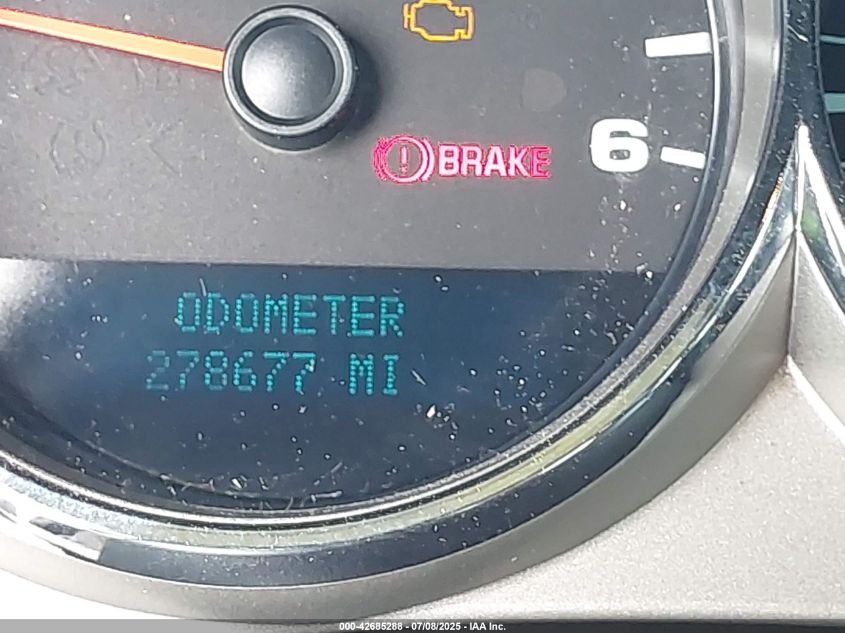 BRAKE
6
ODOMETER
278677 MI
000-42685288 - 07/08/2025 - IAA Inc.